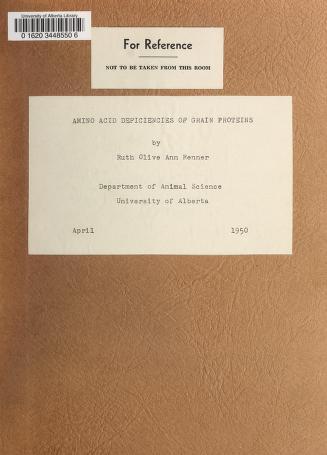 University of Alberta Library
0 1620 3448550 6
For Reference
NOT TO BE TAKEN FROM THIS ROOM
AMINO ACID DEFICIENCIES OF GRAIN PROTEINS
by
Ruth Olive Ann Renner
Department of Animal Science
University of Alberta
April 1950